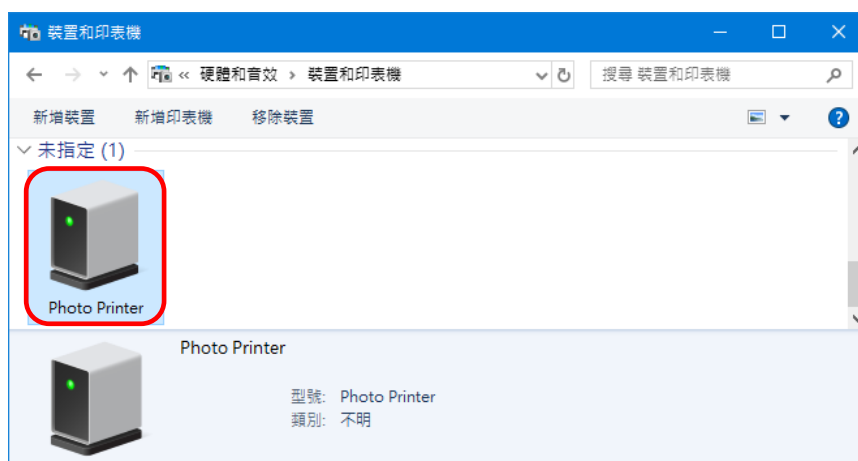 裝置和印表機
« 硬體和音效 › 裝置和印表機
搜尋 裝置和印表機
新增裝置 新增印表機 移除裝置
未指定 (1)
Photo Printer
Photo Printer
型號: Photo Printer
類別: 不明